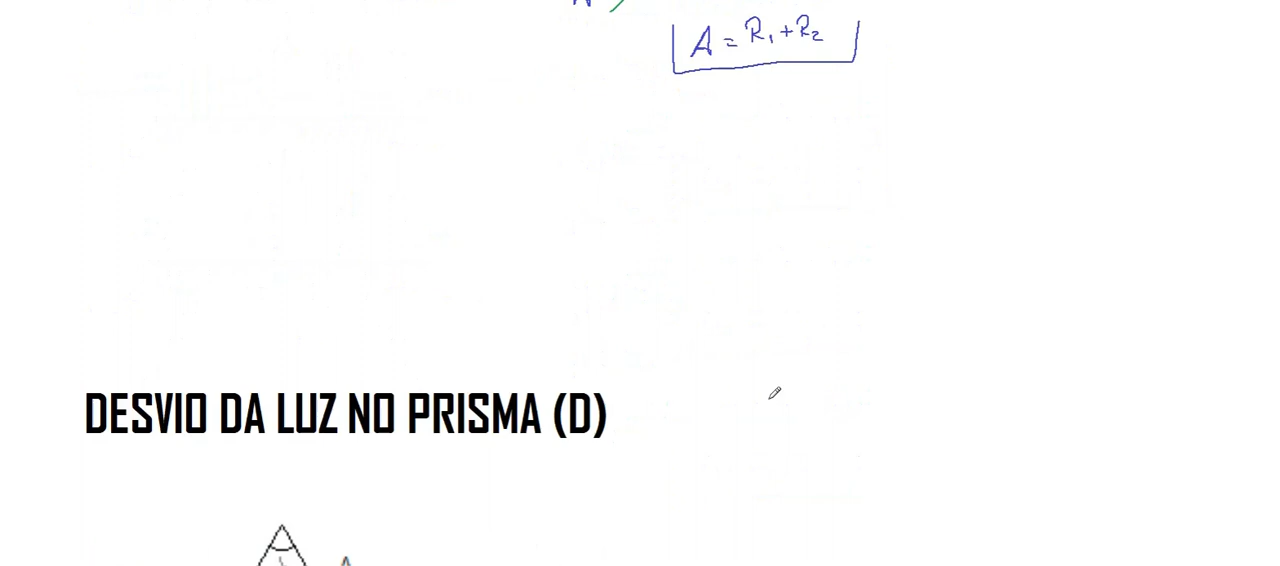 A = R₁ + R₂
DESVIO DA LUZ NO PRISMA (D)
A